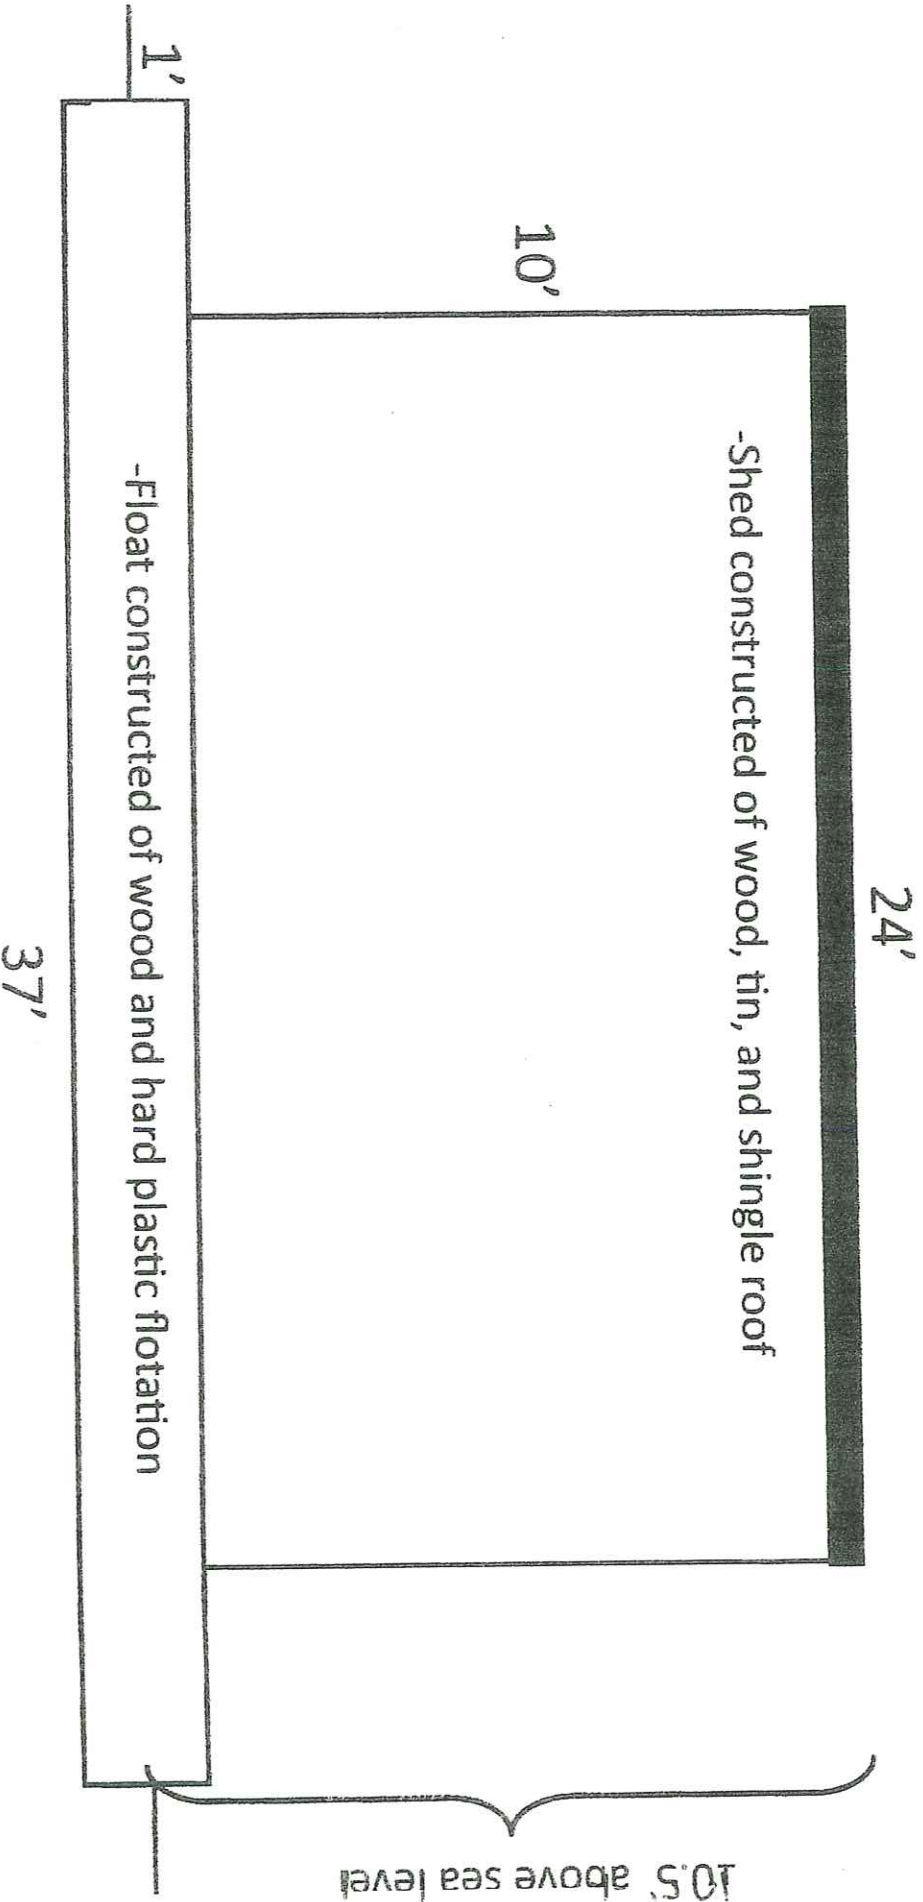 24'
-Shed constructed of wood, tin, and shingle roof
10'
10.5' above sea level
1'
-Float constructed of wood and hard plastic flotation
37'